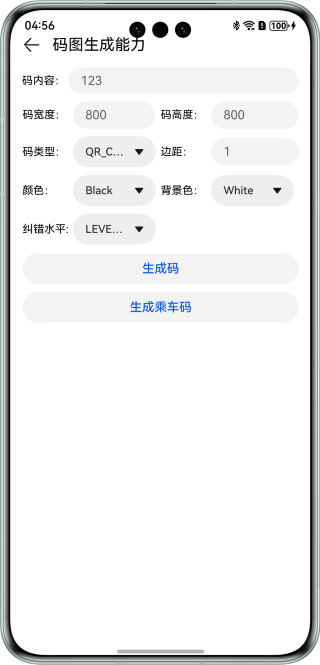 04:56 100
码图生成能力
码内容： 123
码宽度： 800 码高度： 800
码类型： QR_C... 边距： 1
颜色： Black 背景色： White
纠错水平: LEVE...
生成码
生成乘车码